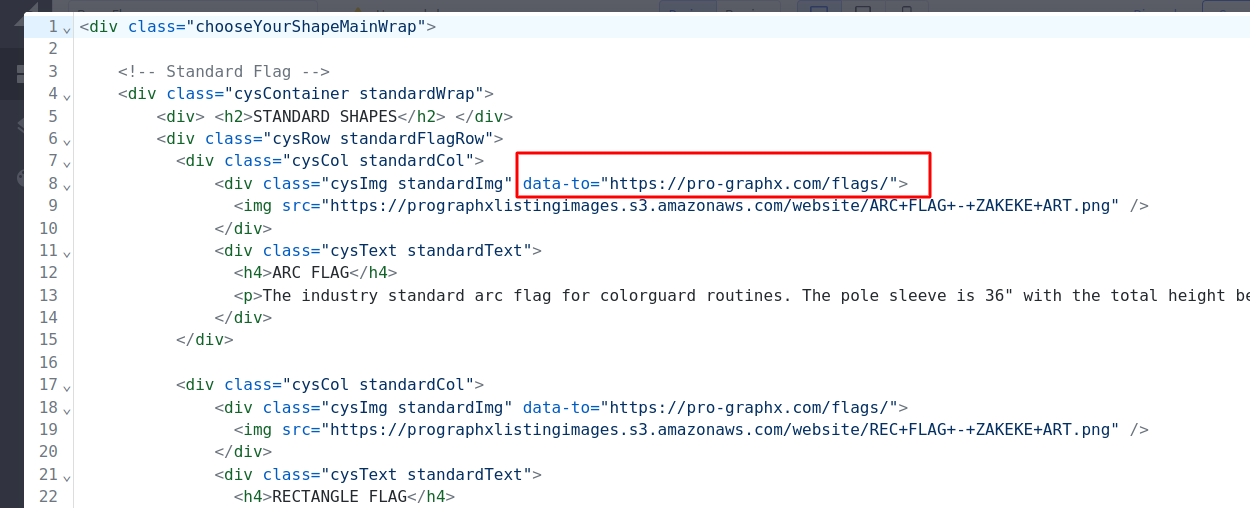 1 <div class="chooseYourShapeMainWrap">
2
3 <!-- Standard Flag -->
4 <div class="cysContainer standardWrap">
5 <div> <h2>STANDARD SHAPES</h2> </div>
6 <div class="cysRow standardFlagRow">
7 <div class="cysCol standardCol">
8 <div class="cysImg standardImg" data-to="https://pro-graphx.com/flags/">
9 <img src="https://prographxlistingimages.s3.amazonaws.com/website/ARC+FLAG+-+ZAKEKE+ART.png" />
10 </div>
11 <div class="cysText standardText">
12 <h4>ARC FLAG</h4>
13 <p>The industry standard arc flag for colorguard routines. The pole sleeve is 36" with the total height be
14 </div>
15 </div>
16
17 <div class="cysCol standardCol">
18 <div class="cysImg standardImg" data-to="https://pro-graphx.com/flags/">
19 <img src="https://prographxlistingimages.s3.amazonaws.com/website/REC+FLAG+-+ZAKEKE+ART.png" />
20 </div>
21 <div class="cysText standardText">
22 <h4>RECTANGLE FLAG</h4>